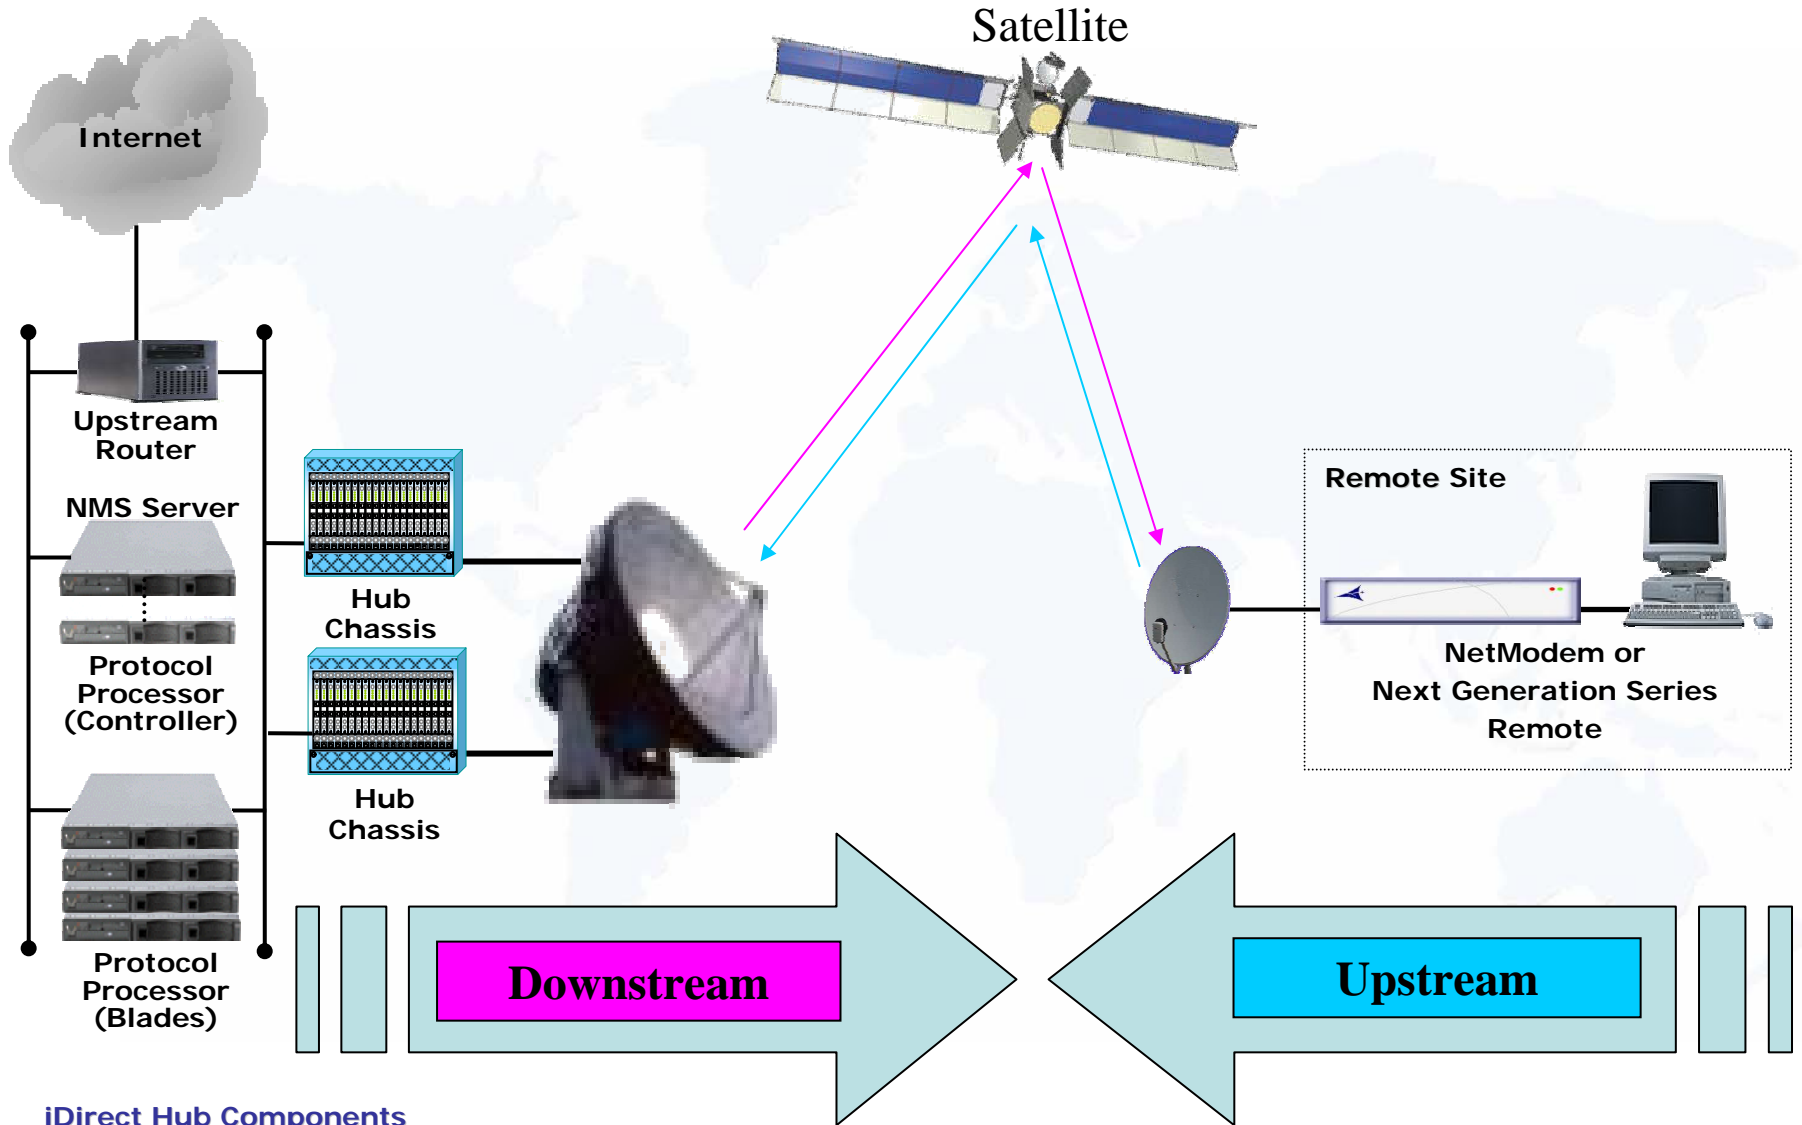 Satellite
Internet
Upstream
Router
NMS Server
Protocol
Processor
(Controller)
Protocol
Processor
(Blades)
Hub
Chassis
Hub
Chassis
Remote Site
NetModem or
Next Generation Series
Remote
Downstream
Upstream
iDirect Hub Components